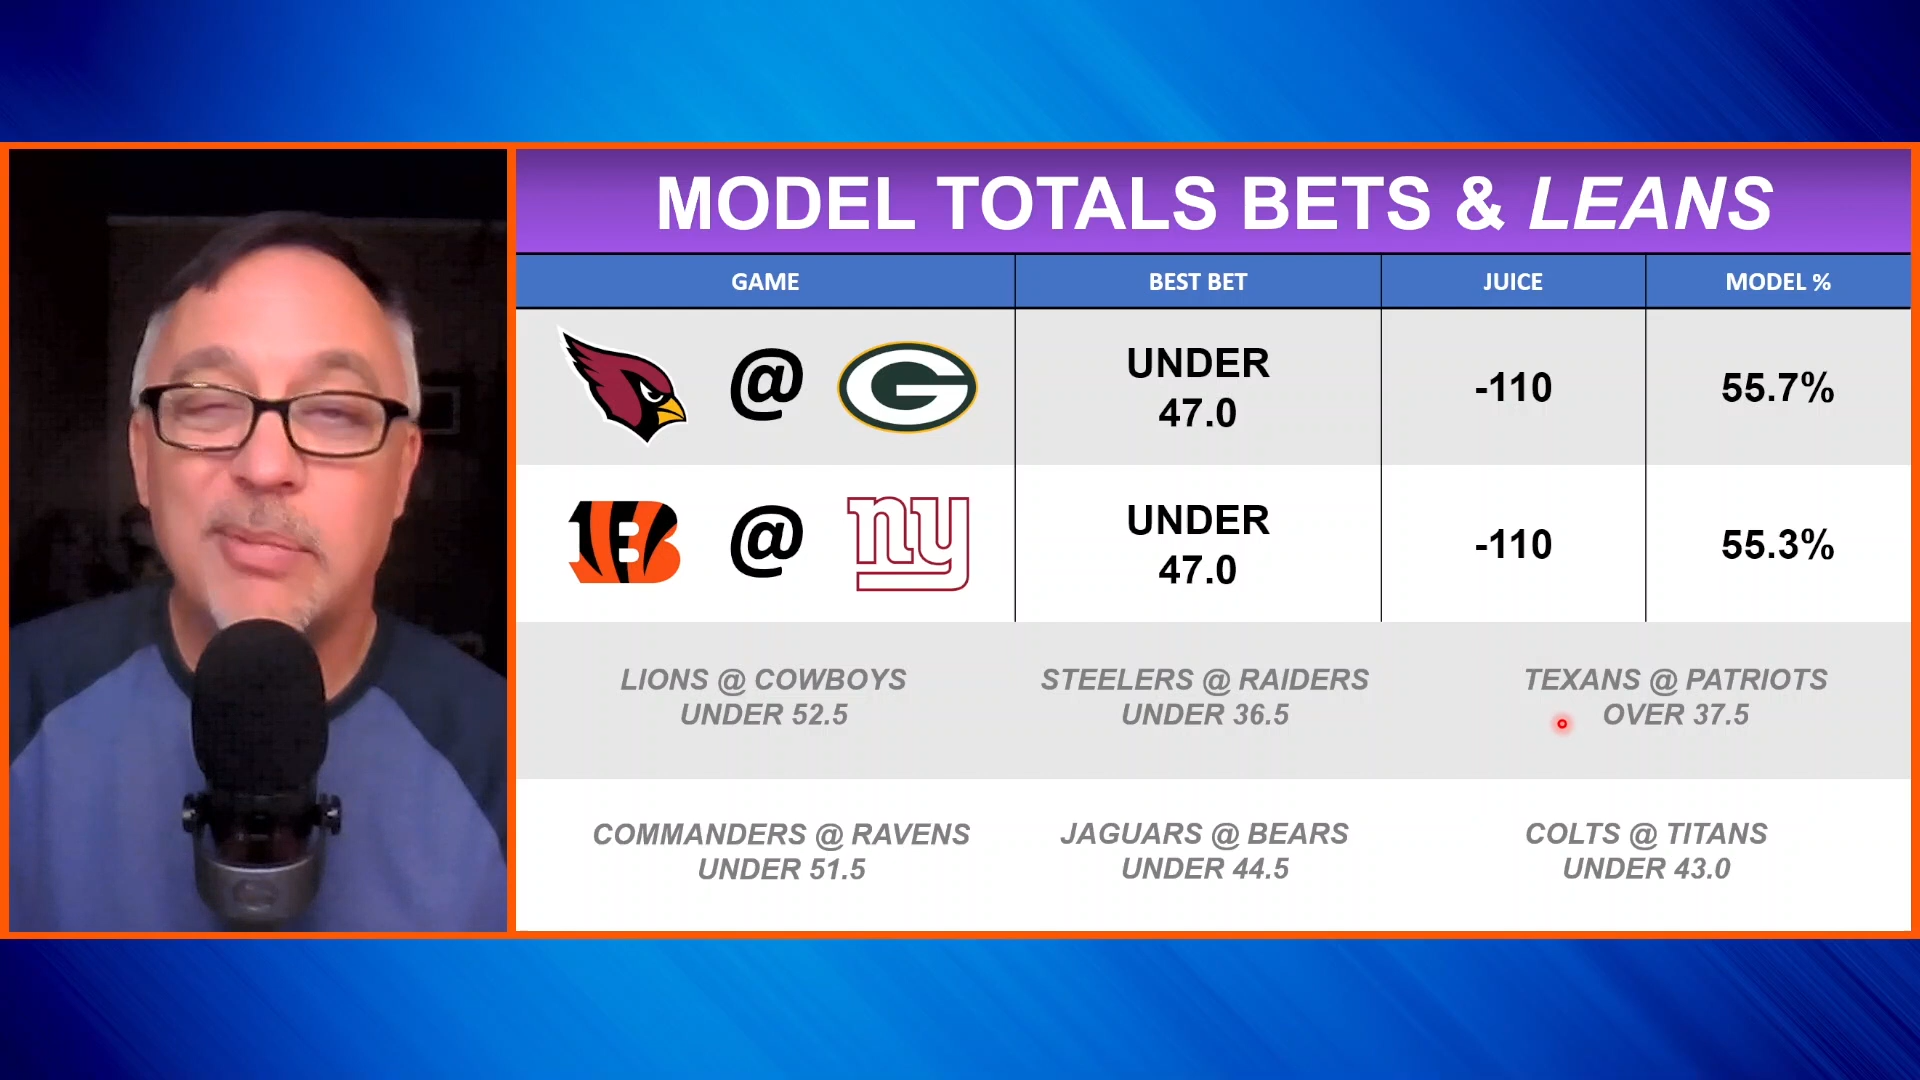 MODEL TOTALS BETS & LEANS
GAME BEST BET JUICE MODEL %
@ G UNDER 47.0 -110 55.7%
B @ ny UNDER 47.0 -110 55.3%
LIONS @ COWBOYS
UNDER 52.5
STEELERS @ RAIDERS
UNDER 36.5
TEXANS @ PATRIOTS
OVER 37.5
COMMANDERS @ RAVENS
UNDER 51.5
JAGUARS @ BEARS
UNDER 44.5
COLTS @ TITANS
UNDER 43.0